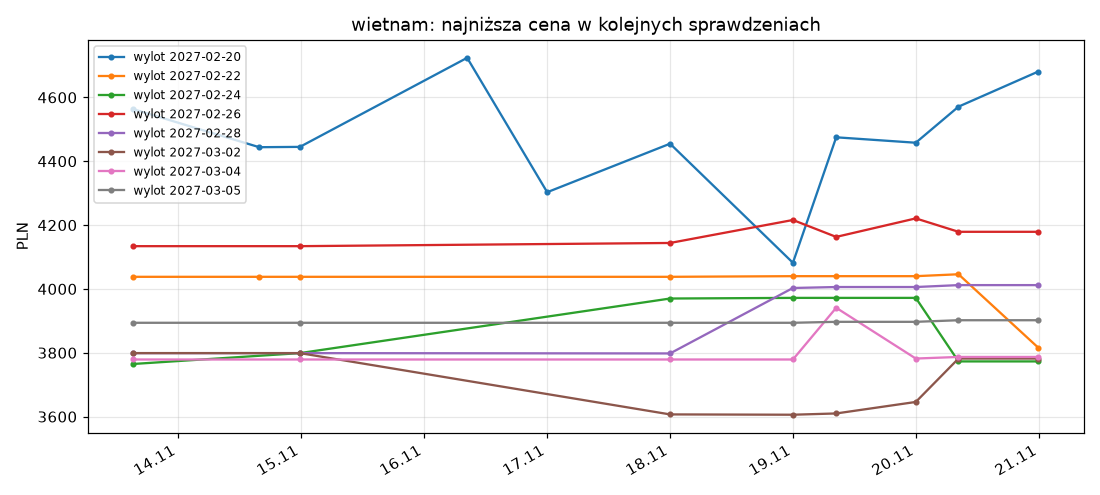 wietnam: najniższa cena w kolejnych sprawdzeniach
wylot 2027-02-20
wylot 2027-02-22
wylot 2027-02-24
wylot 2027-02-26
wylot 2027-02-28
wylot 2027-03-02
wylot 2027-03-04
wylot 2027-03-05
PLN
4600
4400
4200
4000
3800
3600
14.11
15.11
16.11
17.11
18.11
19.11
20.11
21.11